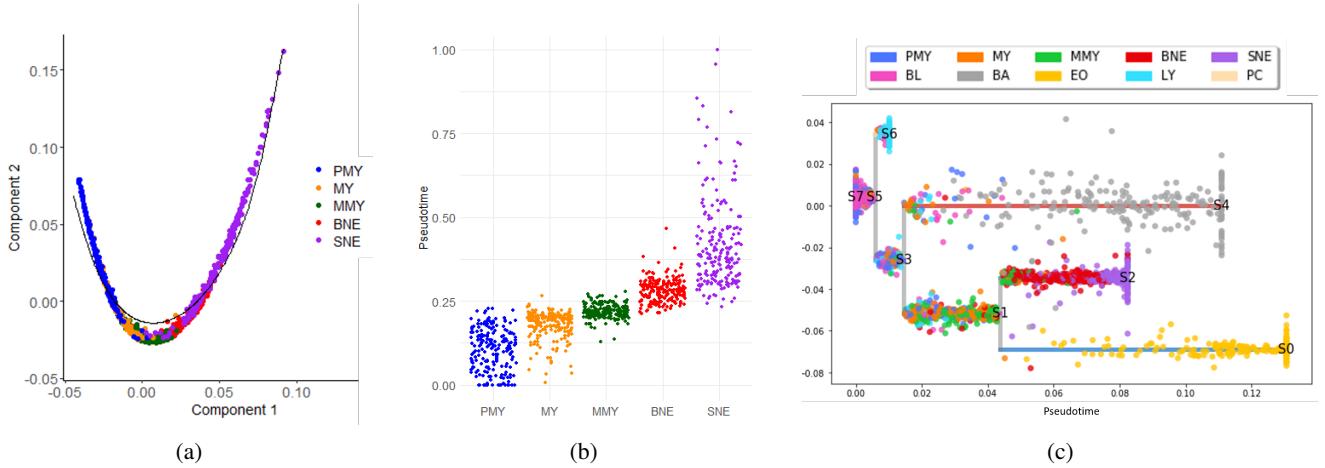 0.15
0.10
0.05
0.00
-0.05
Component 2
-0.05
0.00
0.05
0.10
Component 1
PMY
MY
MMY
BNE
SNE
(a)
1.00
0.75
0.50
0.25
0.00
Pseudotime
PMY
MY
MMY
BNE
SNE
(b)
PMY MY MMY BNE SNE
BL BA EO LY PC
0.04
0.02
0.00
-0.02
-0.04
-0.06
-0.08
S6
S7 S5
S4
S3
S2
S1
S0
0.00 0.02 0.04 0.06 0.08 0.10 0.12
Pseudotime
(c)